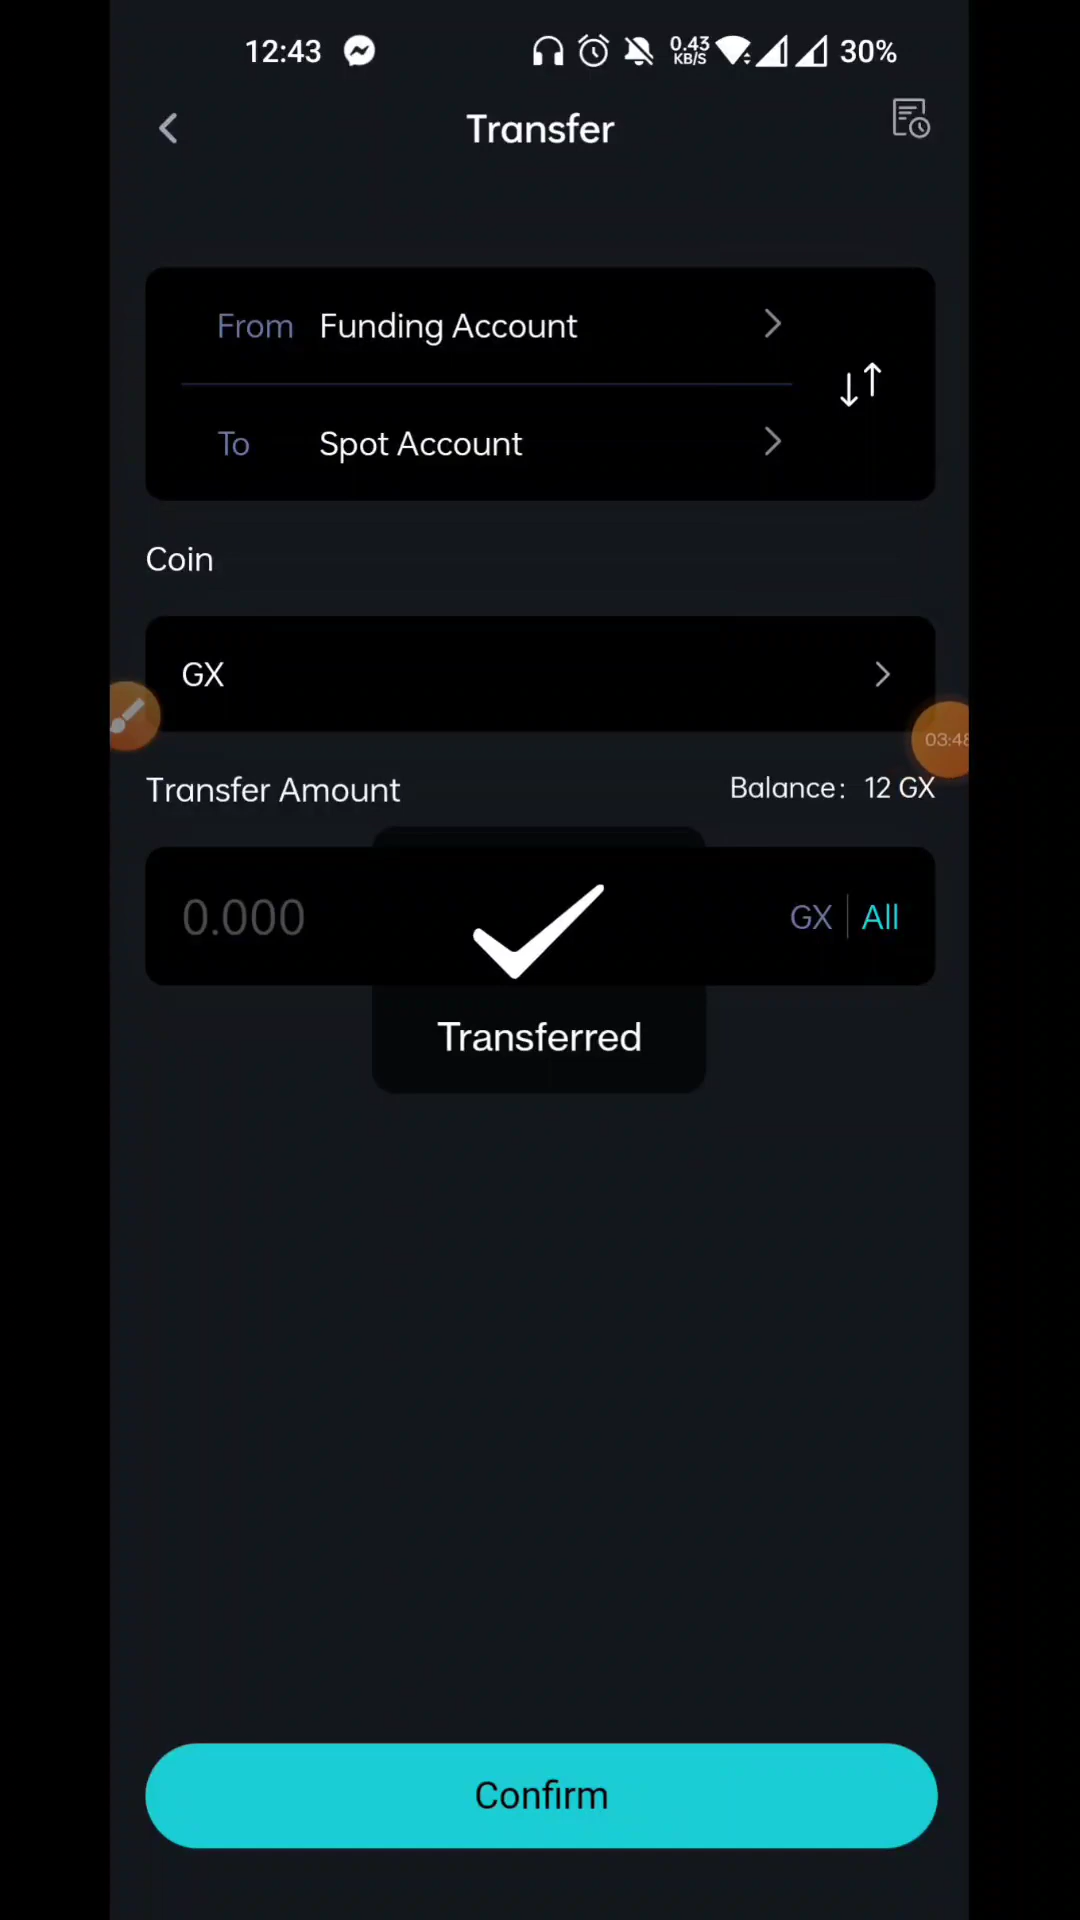 12:43 0.43 KB/S 30%
Transfer
From Funding Account
To Spot Account
Coin
GX
03:48
Transfer Amount Balance: 12 GX
0.000 GX All
Transferred
Confirm